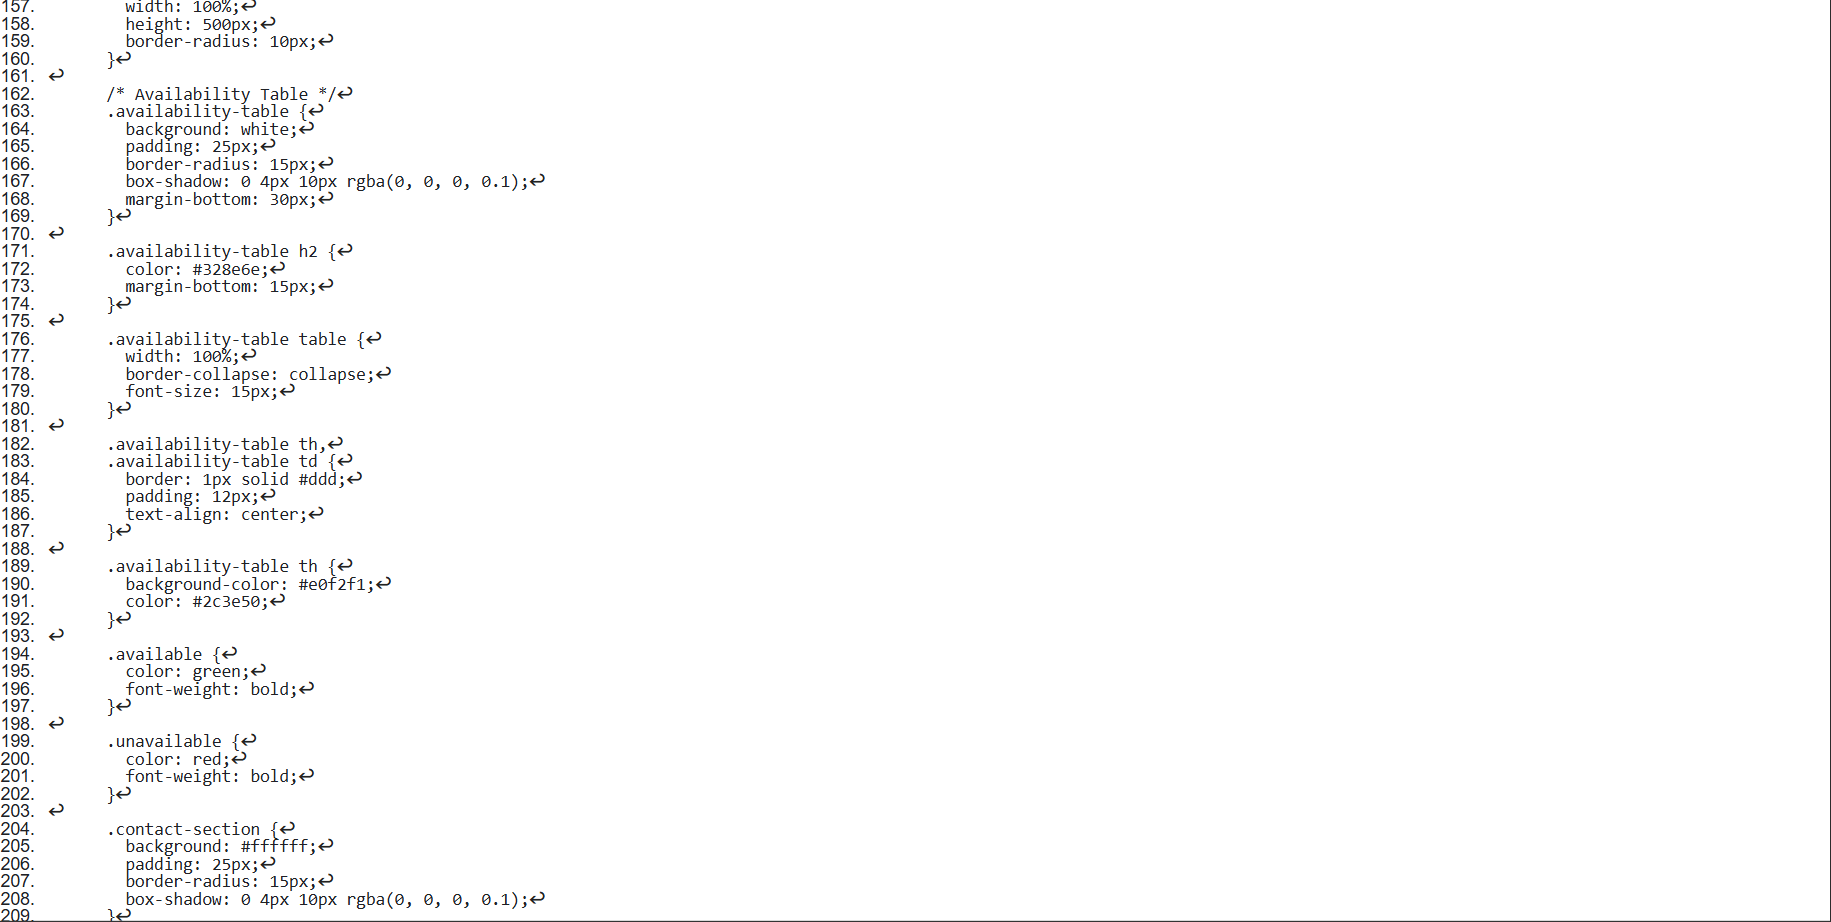 157. width: 100%;↩
158. height: 500px;↩
159. border-radius: 10px;↩
160. }↩
161. ↩
162. /* Availability Table */↩
163. .availability-table {↩
164. background: white;↩
165. padding: 25px;↩
166. border-radius: 15px;↩
167. box-shadow: 0 4px 10px rgba(0, 0, 0, 0.1);↩
168. margin-bottom: 30px;↩
169. }↩
170. ↩
171. .availability-table h2 {↩
172. color: #328e6e;↩
173. margin-bottom: 15px;↩
174. }↩
175. ↩
176. .availability-table table {↩
177. width: 100%;↩
178. border-collapse: collapse;↩
179. font-size: 15px;↩
180. }↩
181. ↩
182. .availability-table th,↩
183. .availability-table td {↩
184. border: 1px solid #ddd;↩
185. padding: 12px;↩
186. text-align: center;↩
187. }↩
188. ↩
189. .availability-table th {↩
190. background-color: #e0f2f1;↩
191. color: #2c3e50;↩
192. }↩
193. ↩
194. .available {↩
195. color: green;↩
196. font-weight: bold;↩
197. }↩
198. ↩
199. .unavailable {↩
200. color: red;↩
201. font-weight: bold;↩
202. }↩
203. ↩
204. .contact-section {↩
205. background: #ffffff;↩
206. padding: 25px;↩
207. border-radius: 15px;↩
208. box-shadow: 0 4px 10px rgba(0, 0, 0, 0.1);↩
209. }↩